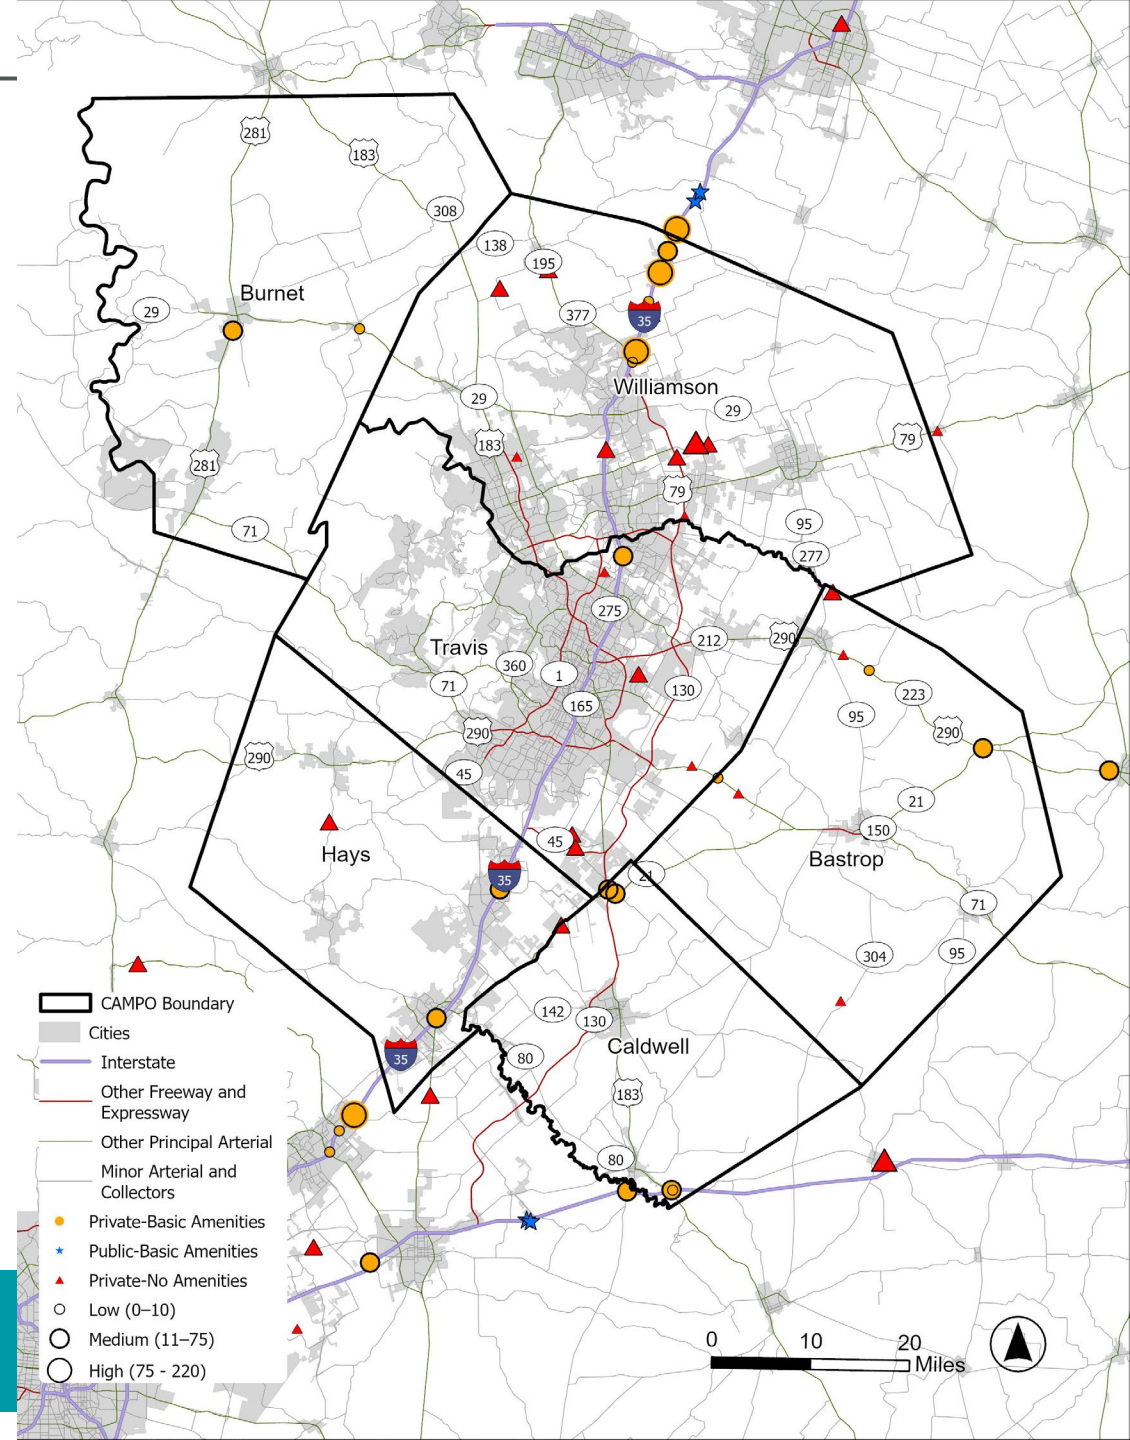 281
183
308
138
195
29
Burnet
377
35
Williamson
29
29
183
79
281
79
71
95
277
275
Travis
360
212
290
71
1
130
165
223
95
290
290
290
45
21
45
150
Hays
Bastrop
35
21
71
304
95
CAMPO Boundary
142
130
Cities
Caldwell
35
80
Interstate
183
Other Freeway and
Expressway
Other Principal Arterial
80
Minor Arterial and
Collectors
Private-Basic Amenities
Public-Basic Amenities
Private-No Amenities
Low (0–10)
Medium (11–75)
High (75 - 220)
0 10 20
Miles